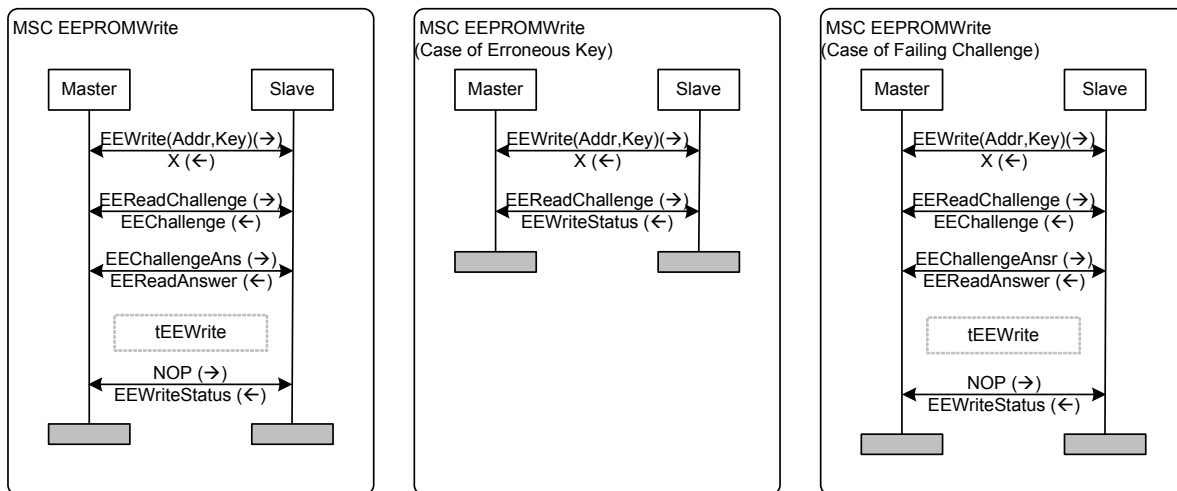 MSC EEPROMWrite
Master
Slave
EEWrite(Addr,Key)(→)
X (←)
EEReadChallenge (→)
EEChallenge (←)
EEChallengeAns (→)
EEReadAnswer (←)
tEEWrite
NOP (→)
EEWriteStatus (←)
MSC EEPROMWrite
(Case of Erroneous Key)
Master
Slave
EEWrite(Addr,Key)(→)
X (←)
EEReadChallenge (→)
EEWriteStatus (←)
MSC EEPROMWrite
(Case of Failing Challenge)
Master
Slave
EEWrite(Addr,Key)(→)
X (←)
EEReadChallenge (→)
EEChallenge (←)
EEChallengeAnsr (→)
EEReadAnswer (←)
tEEWrite
NOP (→)
EEWriteStatus (←)